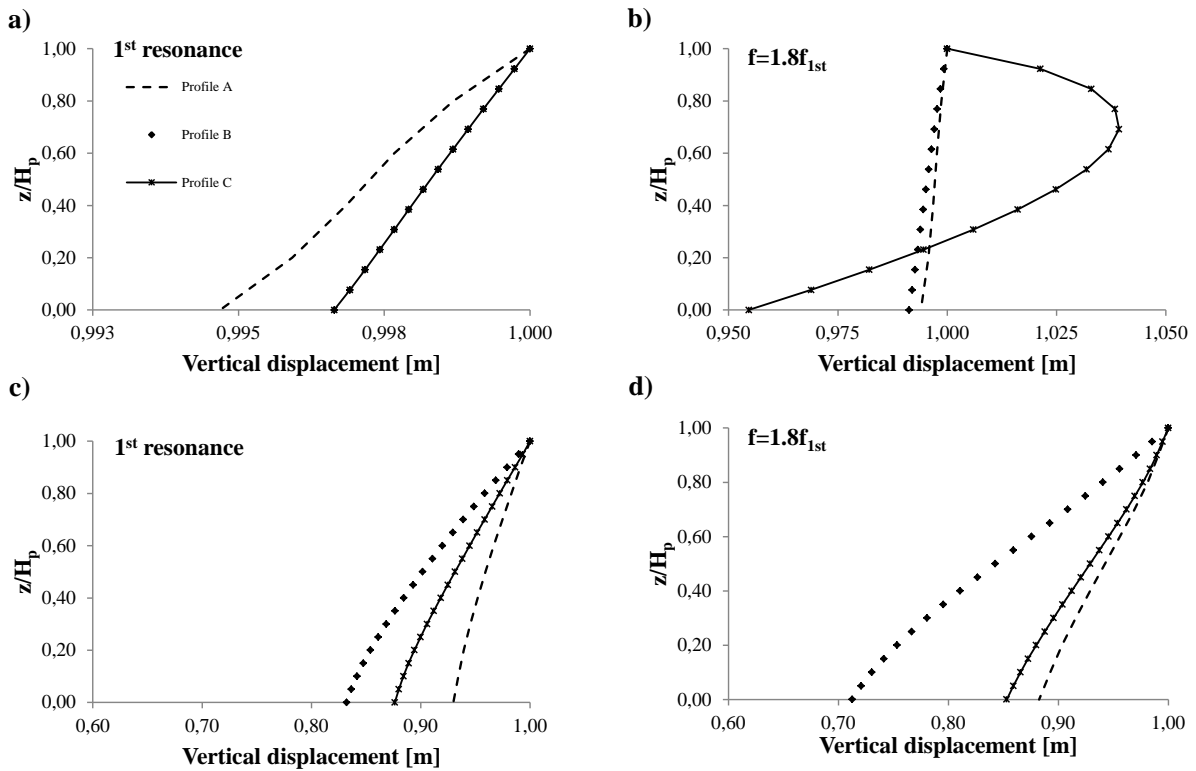 a)
1st resonance
Profile A
Profile B
Profile C
1,00
0,80
0,60
0,40
0,20
0,00
z/Hp
0,993
0,995
0,998
1,000
Vertical displacement [m]
b)
f=1.8f1st
1,00
0,80
0,60
0,40
0,20
0,00
z/Hp
0,950
0,975
1,000
1,025
1,050
Vertical displacement [m]
c)
1st resonance
1,00
0,80
0,60
0,40
0,20
0,00
z/Hp
0,60
0,70
0,80
0,90
1,00
Vertical displacement [m]
d)
f=1.8f1st
1,00
0,80
0,60
0,40
0,20
0,00
z/Hp
0,60
0,70
0,80
0,90
1,00
Vertical displacement [m]